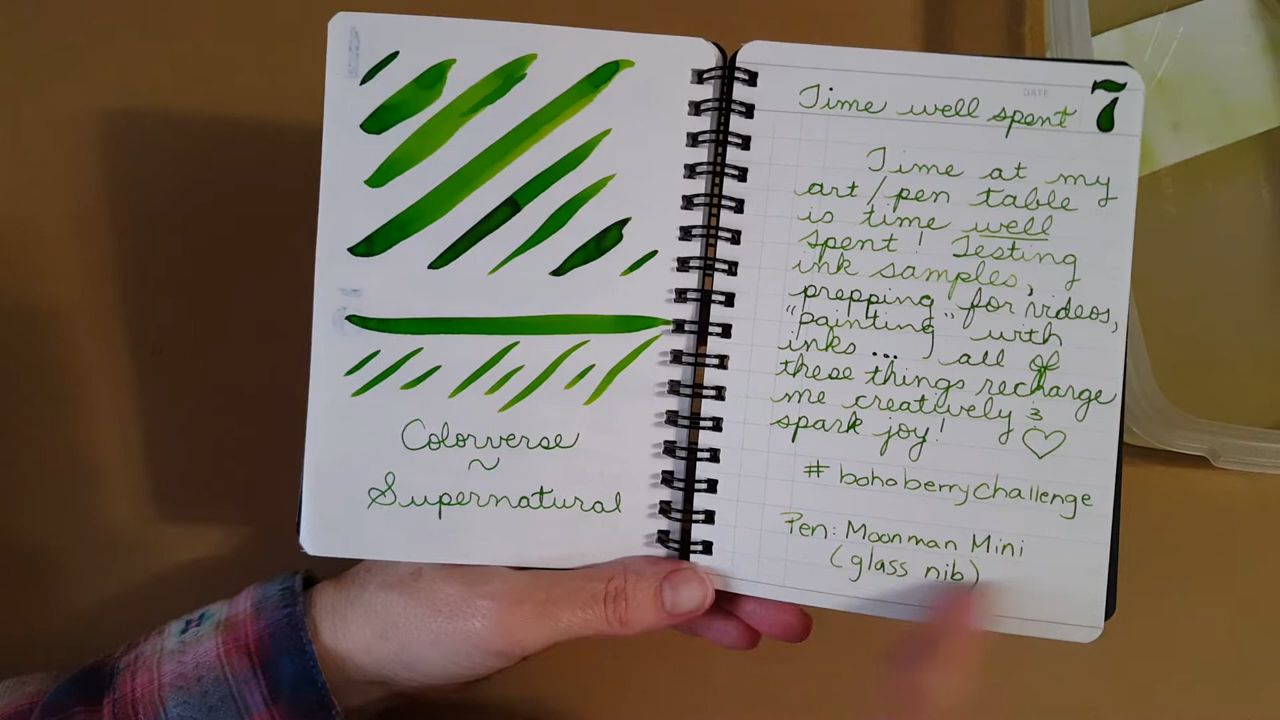 Colorverse
~
Supernatural
DATE
7
Time well spent
Time at my
art/pen table
is time well
spent! Testing
ink samples,
prepping for videos,
"painting" with
inks... all of
these things recharge
me creatively &
spark joy! ♡
#bohoberrychallenge
Pen: Moonman Mini
(glass nib)